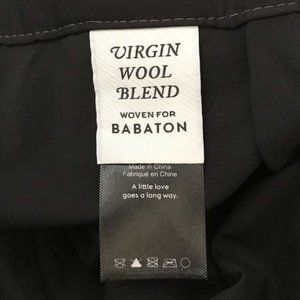 VIRGIN
WOOL
BLEND
WOVEN FOR
BABATON
Made in China
Fabriqué en Chine
A little love
goes a long way.